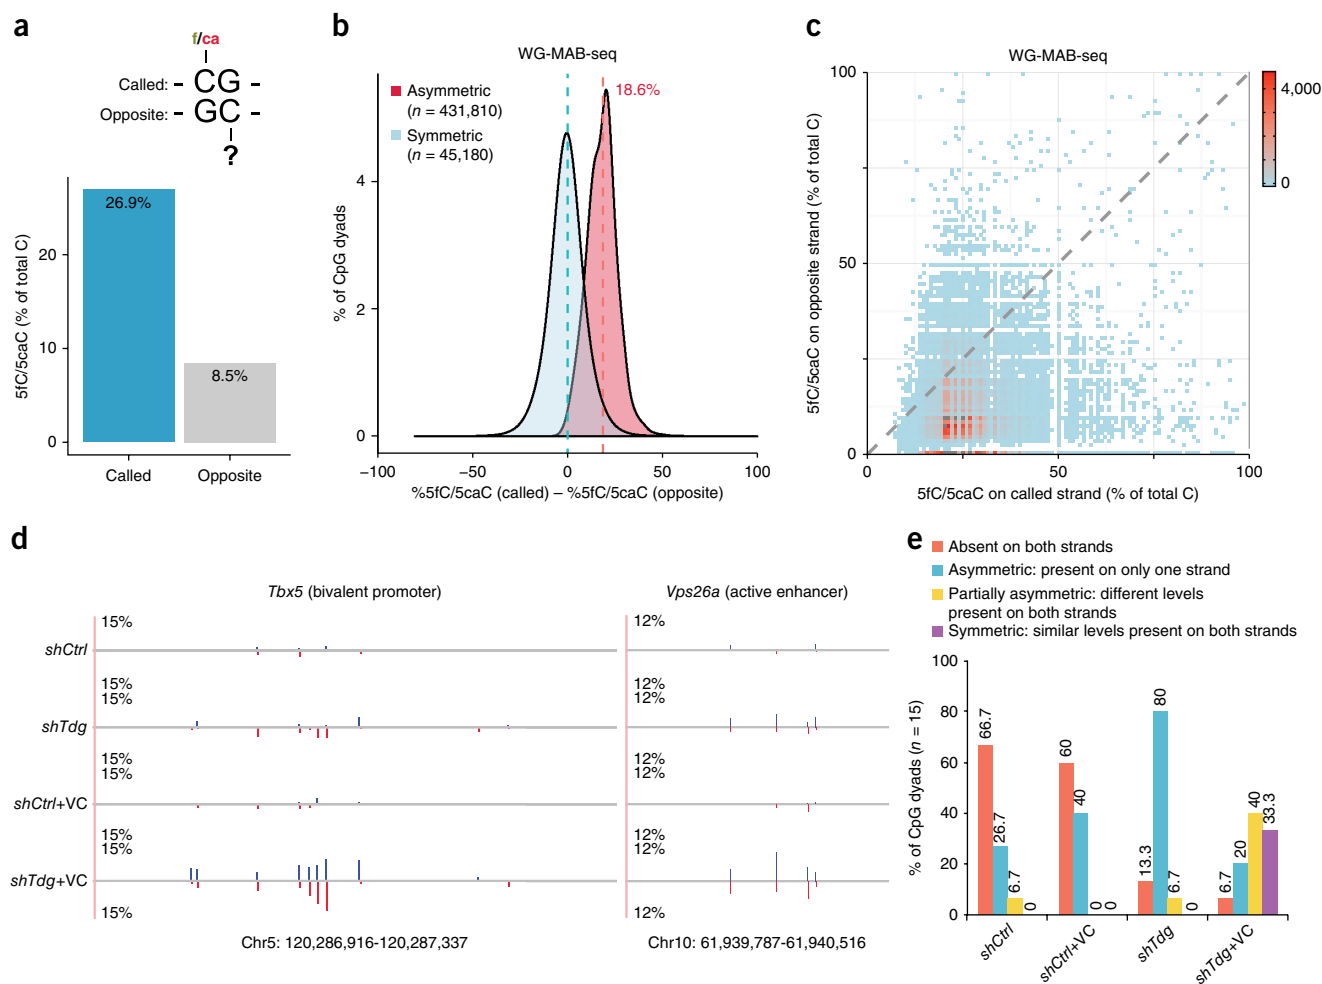 a
f/ca
Called: - CG -
Opposite: - GC -
?
5fC/5caC (% of total C)
20
10
0
26.9%
8.5%
Called
Opposite
b
WG-MAB-seq
Asymmetric
(n = 431,810)
Symmetric
(n = 45,180)
18.6%
% of CpG dyads
4
2
0
−100
−50
0
50
100
%5fC/5caC (called) – %5fC/5caC (opposite)
c
WG-MAB-seq
5fC/5caC on opposite strand (% of total C)
100
50
0
0
50
100
5fC/5caC on called strand (% of total C)
4,000
0
d
Tbx5 (bivalent promoter)
Vps26a (active enhancer)
shCtrl
15%
15%
12%
12%
shTdg
15%
15%
12%
12%
shCtrl+VC
15%
15%
12%
12%
shTdg+VC
15%
15%
12%
12%
Chr5: 120,286,916-120,287,337
Chr10: 61,939,787-61,940,516
e
Absent on both strands
Asymmetric: present on only one strand
Partially asymmetric: different levels
present on both strands
Symmetric: similar levels present on both strands
% of CpG dyads (n = 15)
100
80
60
40
20
0
66.7
26.7
6.7
0
60
40
0
0
13.3
80
6.7
0
6.7
20
40
33.3
shCtrl
shCtrl+VC
shTdg
shTdg+VC